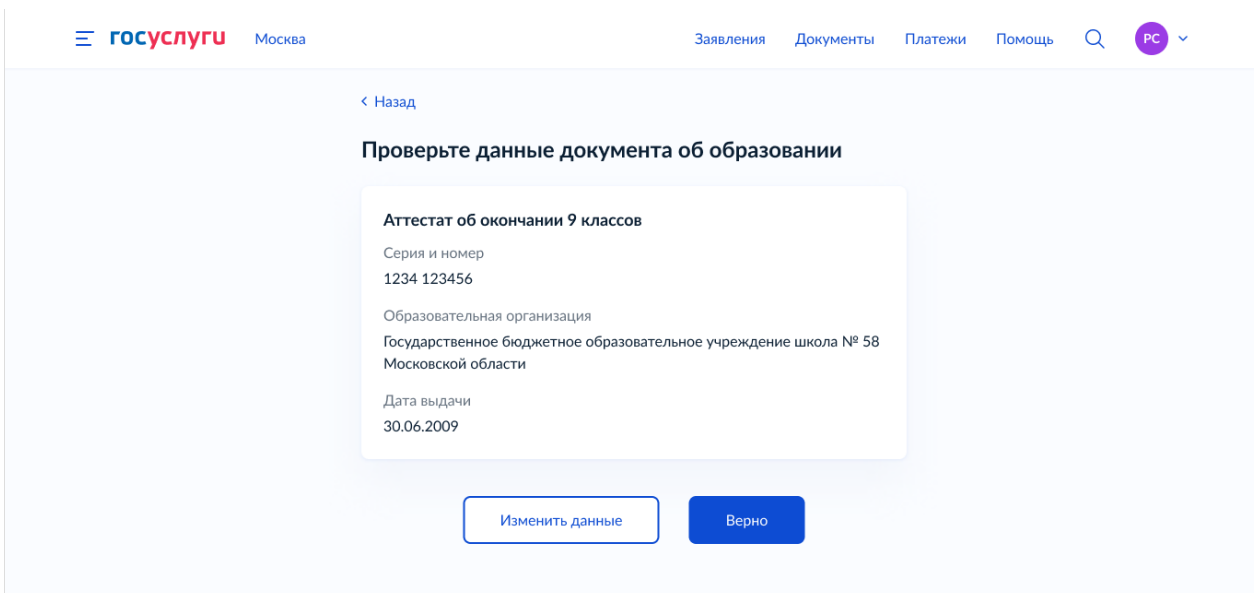 госуслуги Москва Заявления Документы Платежи Помощь РС
Назад
Проверьте данные документа об образовании
Аттестат об окончании 9 классов
Серия и номер
1234 123456
Образовательная организация
Государственное бюджетное образовательное учреждение школа № 58
Московской области
Дата выдачи
30.06.2009
Изменить данные Верно